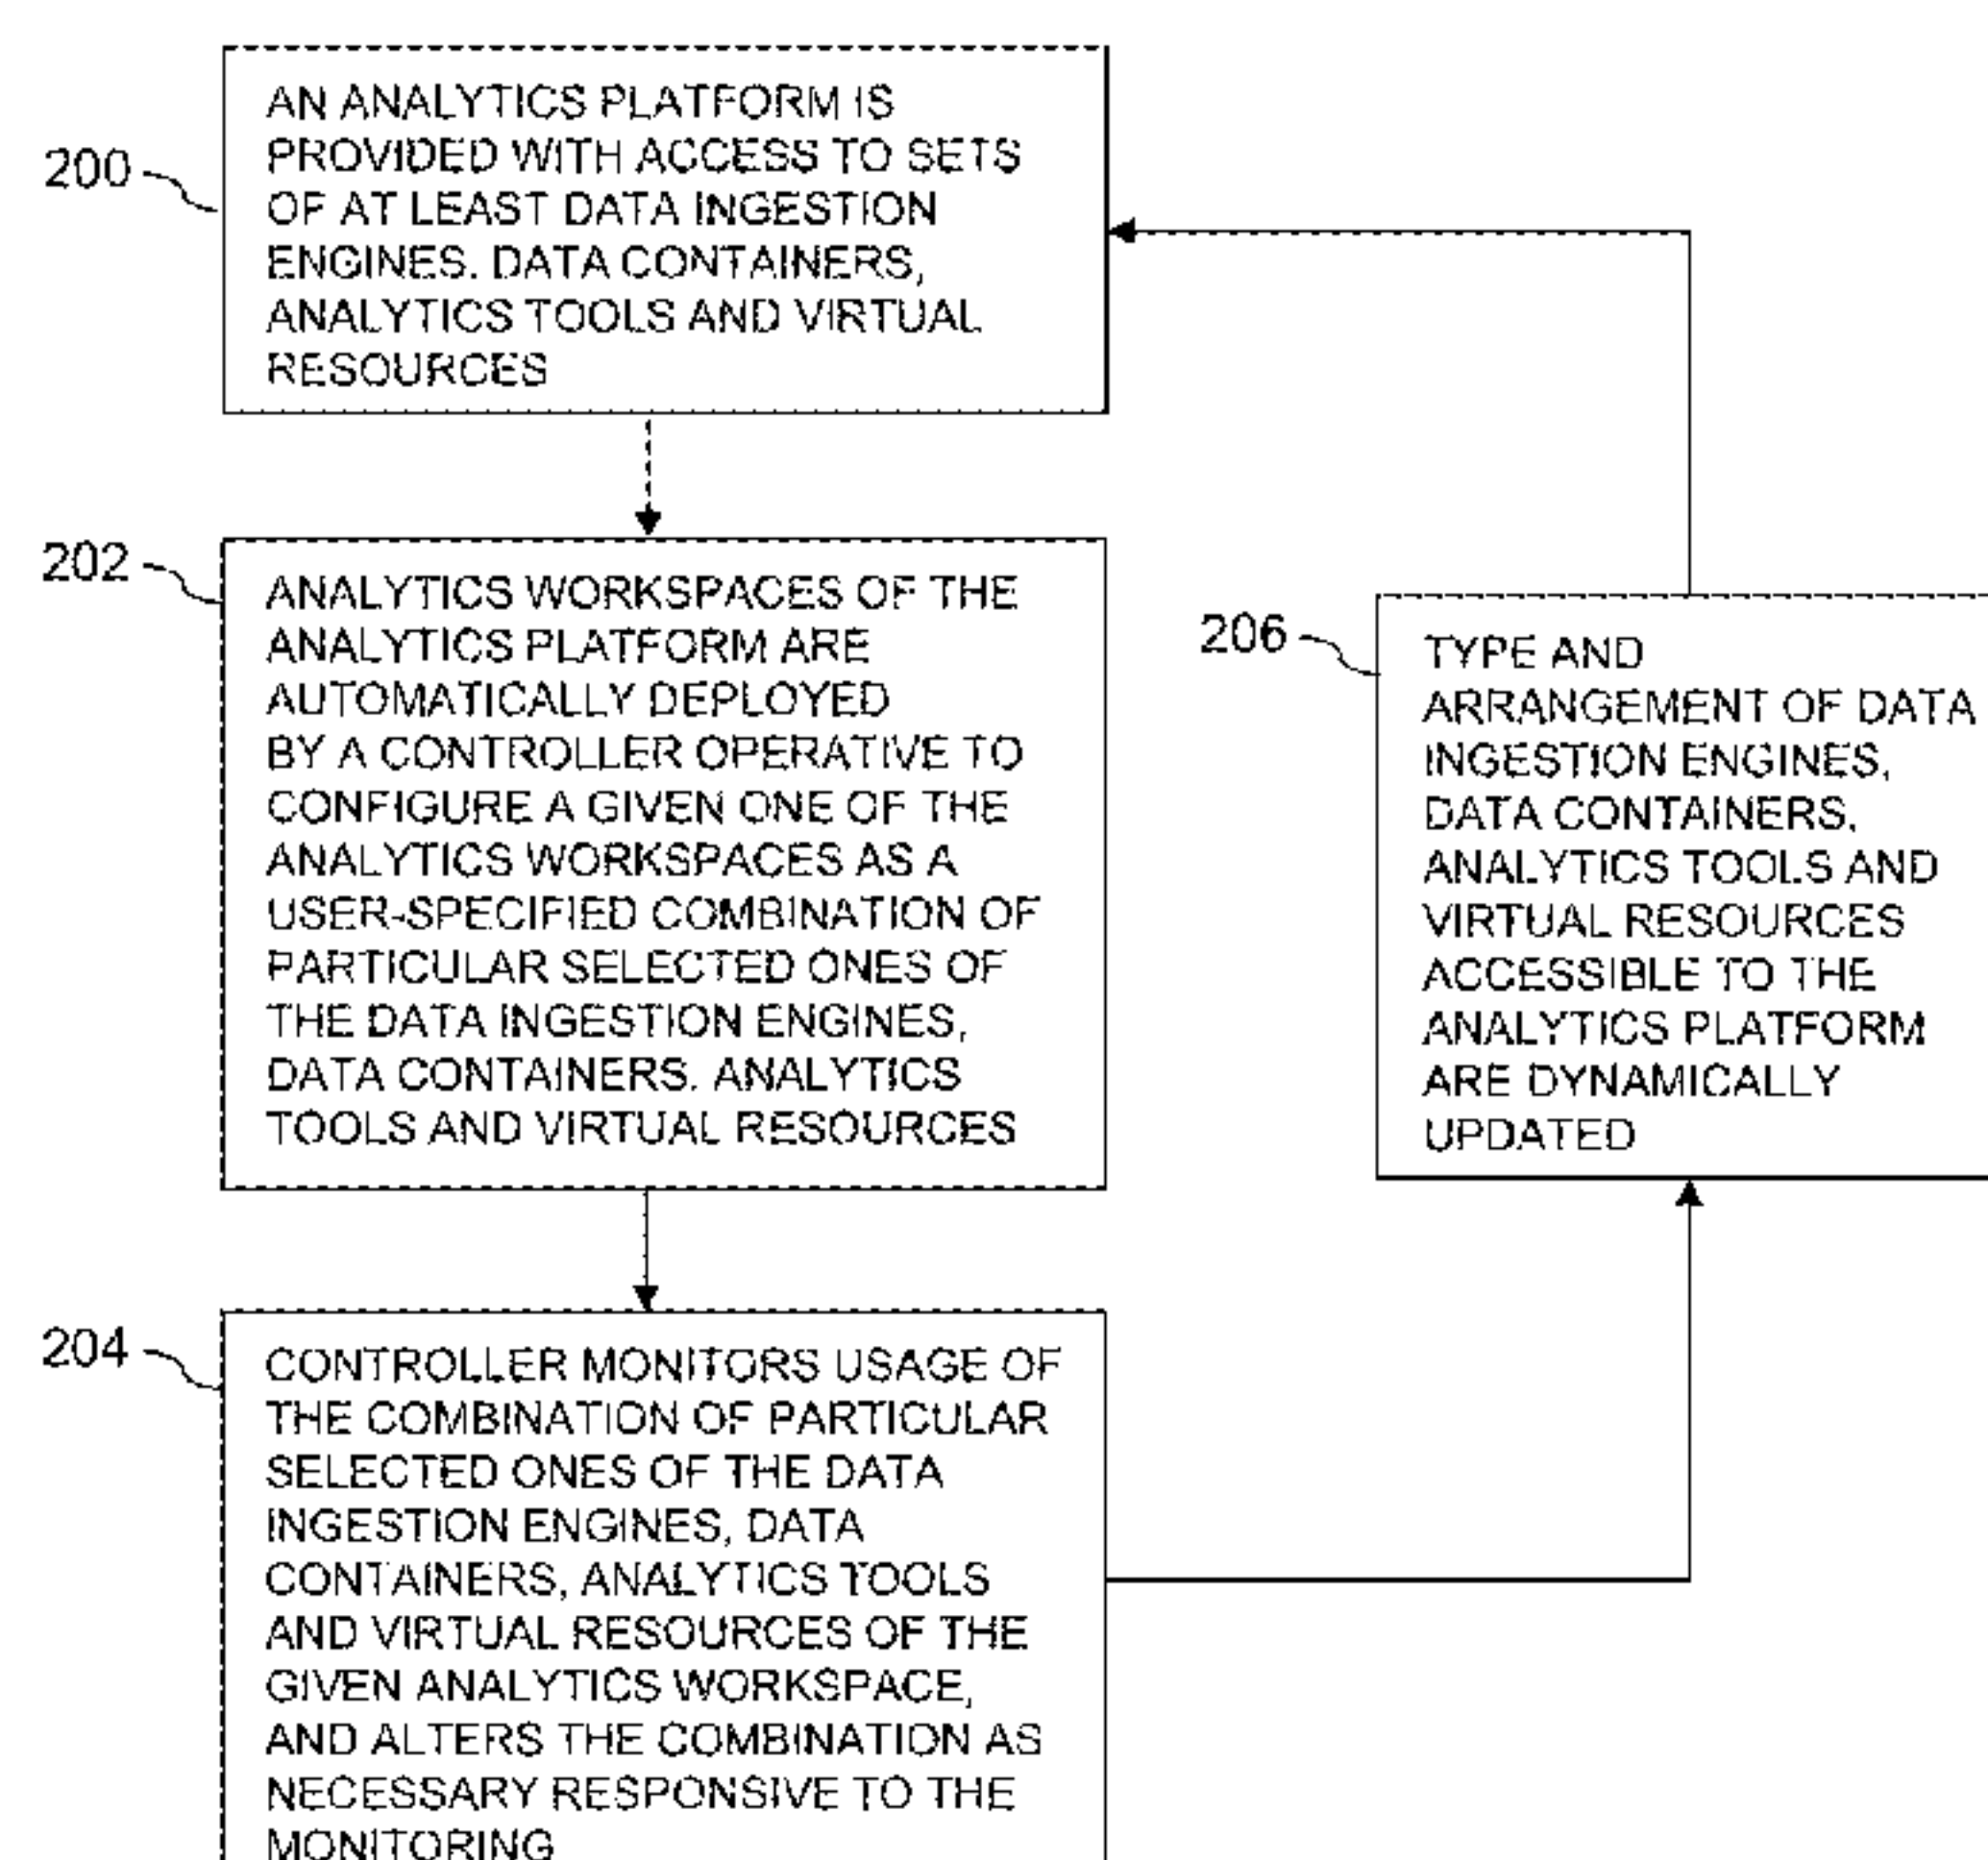 200
AN ANALYTICS PLATFORM IS
PROVIDED WITH ACCESS TO SETS
OF AT LEAST DATA INGESTION
ENGINES, DATA CONTAINERS,
ANALYTICS TOOLS AND VIRTUAL
RESOURCES
202
ANALYTICS WORKSPACES OF THE
ANALYTICS PLATFORM ARE
AUTOMATICALLY DEPLOYED
BY A CONTROLLER OPERATIVE TO
CONFIGURE A GIVEN ONE OF THE
ANALYTICS WORKSPACES AS A
USER-SPECIFIED COMBINATION OF
PARTICULAR SELECTED ONES OF
THE DATA INGESTION ENGINES,
DATA CONTAINERS, ANALYTICS
TOOLS AND VIRTUAL RESOURCES
204
CONTROLLER MONITORS USAGE OF
THE COMBINATION OF PARTICULAR
SELECTED ONES OF THE DATA
INGESTION ENGINES, DATA
CONTAINERS, ANALYTICS TOOLS
AND VIRTUAL RESOURCES OF THE
GIVEN ANALYTICS WORKSPACE,
AND ALTERS THE COMBINATION AS
NECESSARY RESPONSIVE TO THE
MONITORING
206
TYPE AND
ARRANGEMENT OF DATA
INGESTION ENGINES,
DATA CONTAINERS,
ANALYTICS TOOLS AND
VIRTUAL RESOURCES
ACCESSIBLE TO THE
ANALYTICS PLATFORM
ARE DYNAMICALLY
UPDATED